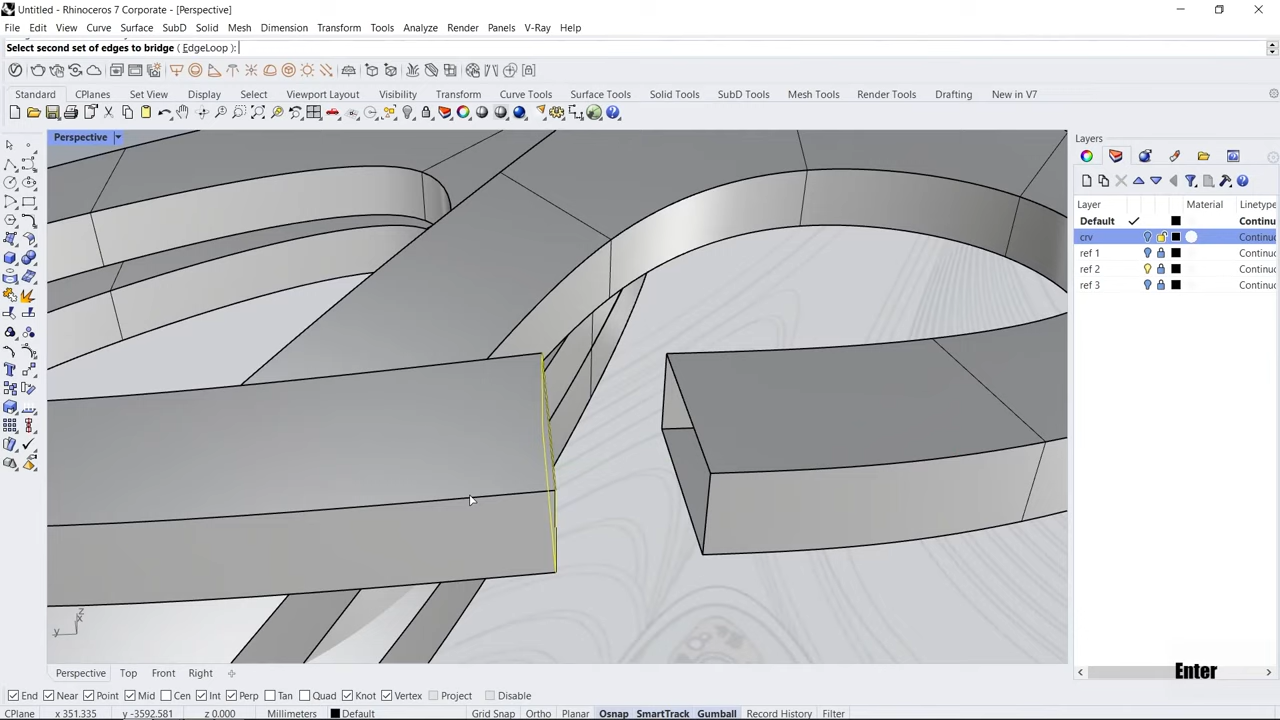 Untitled - Rhinoceros 7 Corporate - [Perspective]
File Edit View Curve Surface SubD Solid Mesh Dimension Transform Tools Analyze Render Panels V-Ray Help
Select second set of edges to bridge ( EdgeLoop ):
Standard CPlanes Set View Display Select Viewport Layout Visibility Transform Curve Tools Surface Tools Solid Tools SubD Tools Mesh Tools Render Tools Drafting New in V7
Perspective
Layers
Layer Material Linetype
Default Continu
crv Continu
ref 1 Continu
ref 2 Continu
ref 3 Continu
z
x
y
Enter
Perspective Top Front Right
End Near Point Mid Cen Int Perp Tan Quad Knot Vertex Project Disable
CPlane x 351.335 y -3592.581 z 0.000 Millimeters Default Grid Snap Ortho Planar Osnap SmartTrack Gumball Record History Filter